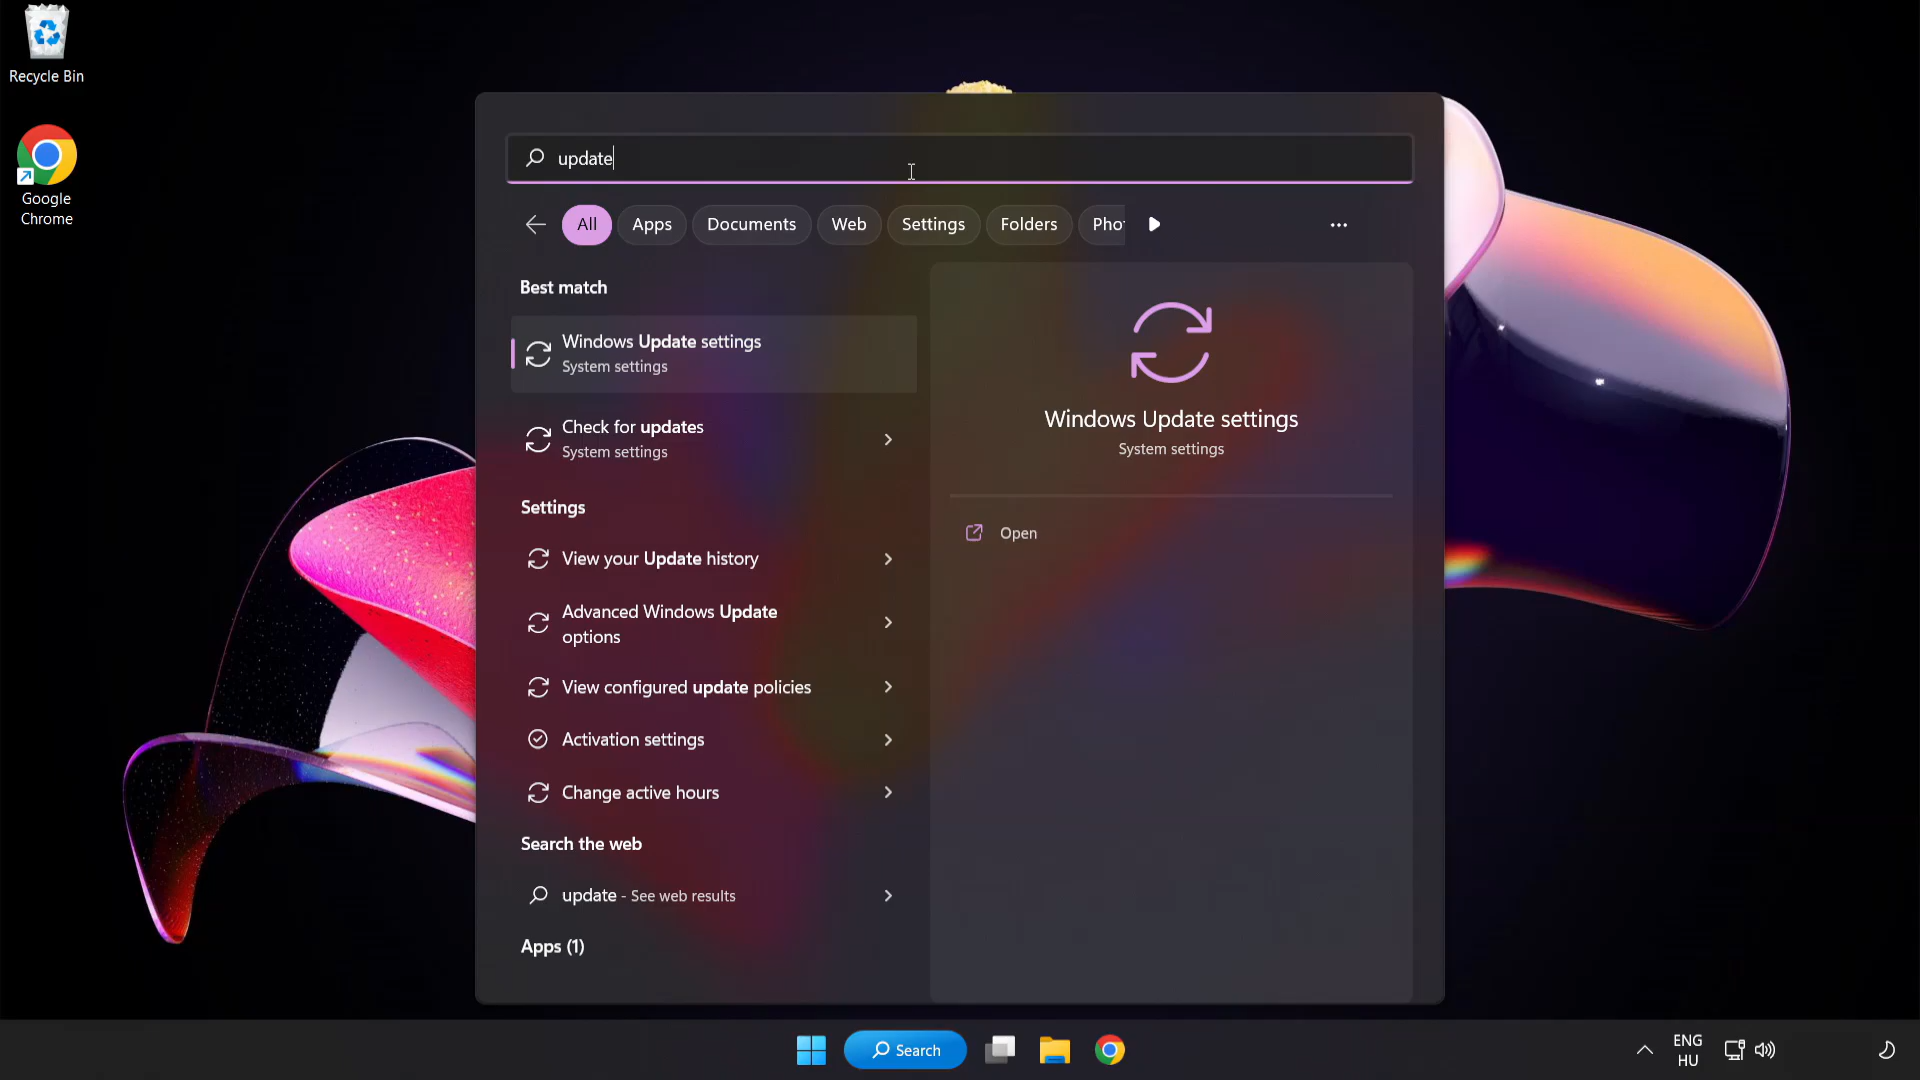 Recycle Bin
Google
Chrome
update
All
Apps
Documents
Web
Settings
Folders
Best match
Windows Update settings
System settings
Check for updates
System settings
Settings
View your Update history
Advanced Windows Update
options
View configured update policies
Activation settings
Change active hours
Search the web
update - See web results
Apps (1)
Windows Update settings
System settings
Open
Search
ENG
HU